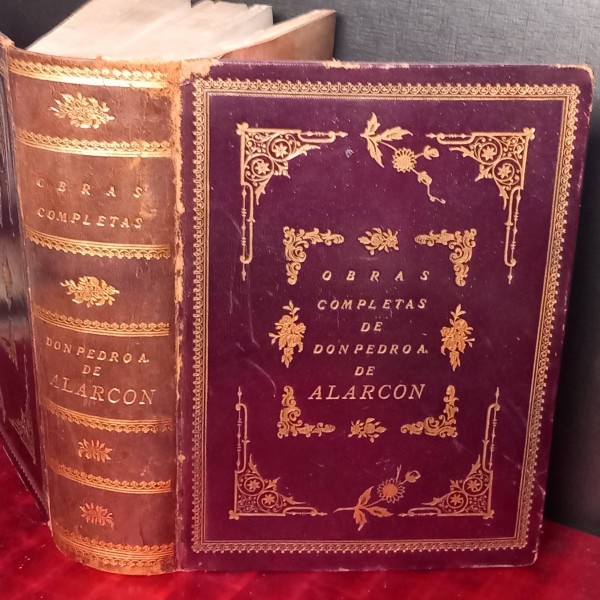 OBRAS
COMPLETAS
DON PEDRO A.
DE
ALARCON
OBRAS
COMPLETAS
DE
DON PEDRO A.
DE
ALARCON